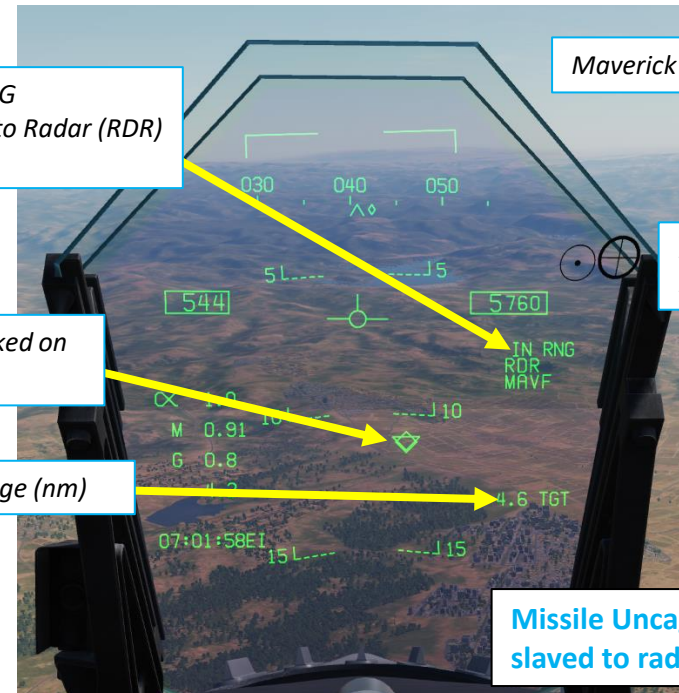 Maverick
G
to Radar (RDR)
030 040 050
5 5
544 5760
IN RNG
RDR
MAVF
ked on
α
10 10
M 0.91
G 0.8
ge (nm)
4.6 TGT
07:01:58EI
15 15
Missile Unca
slaved to rad